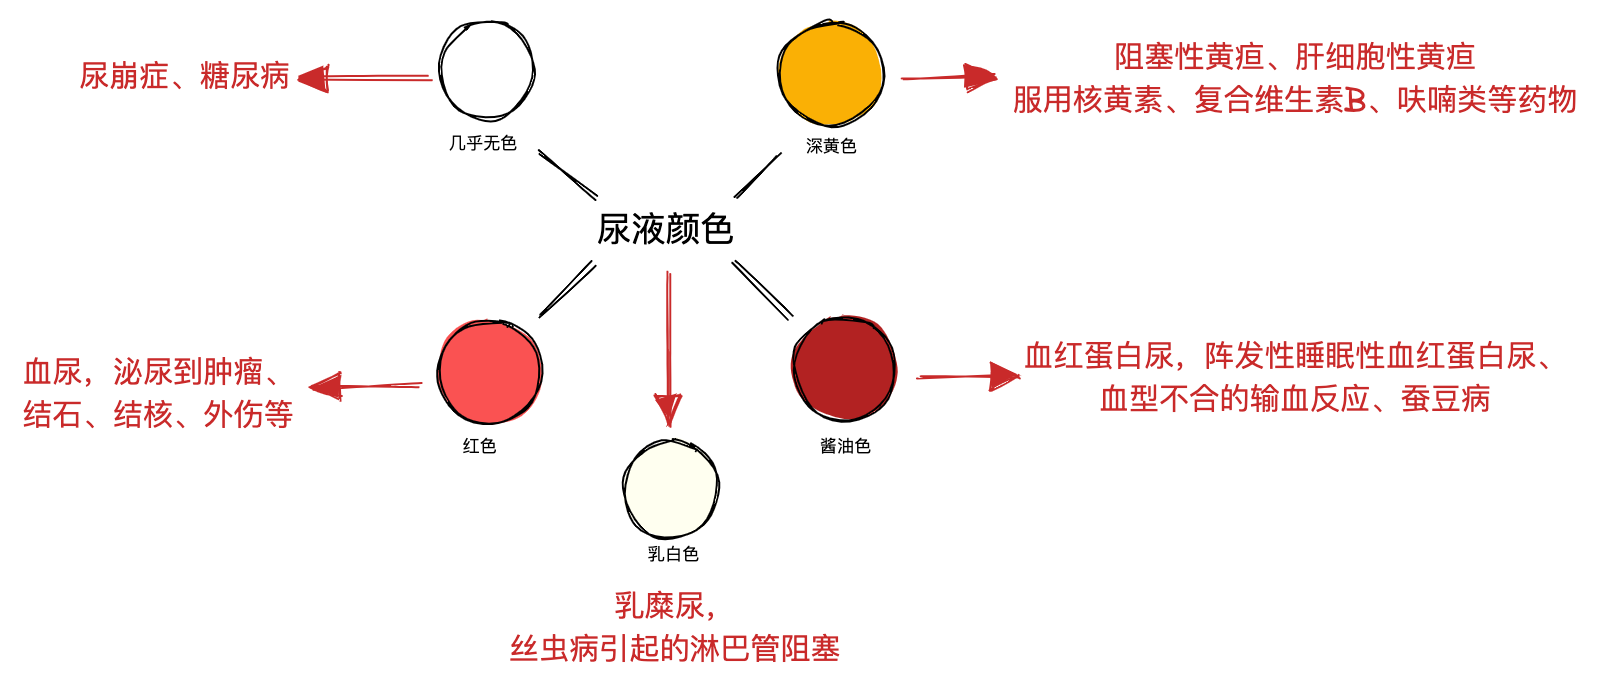 尿崩症、糖尿病
几乎无色
阻塞性黄疸、肝细胞性黄疸
服用核黄素、复合维生素B、呋喃类等药物
深黄色
尿液颜色
血尿，泌尿到肿瘤、
结石、结核、外伤等
红色
血红蛋白尿，阵发性睡眠性血红蛋白尿、
血型不合的输血反应、蚕豆病
酱油色
乳白色
乳糜尿，
丝虫病引起的淋巴管阻塞